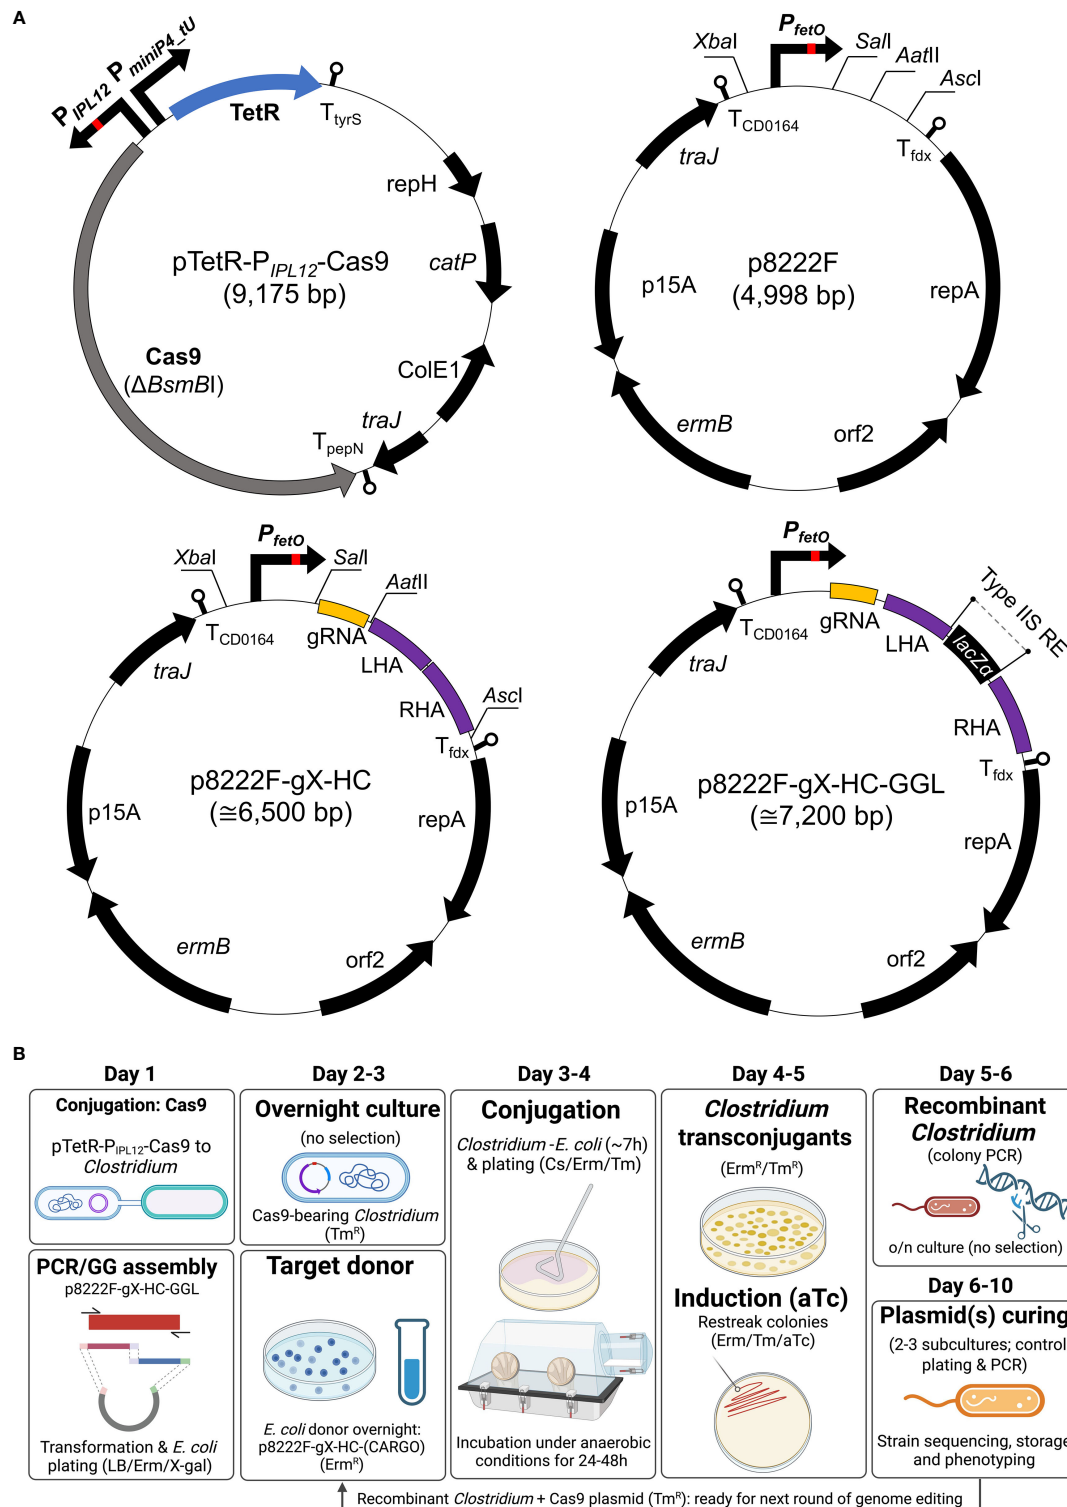 A
P IPL12
P miniP4_tU
TetR
TtyrS
repH
catP
ColE1
traJ
TpepN
Cas9
(ΔBsmBI)
pTetR-PIPL12-Cas9
(9,175 bp)
PfetO
XbaI
SalI
AatII
AscI
TCD0164
Tfdx
traJ
p15A
p8222F
(4,998 bp)
repA
ermB
orf2
PfetO
XbaI
SalI
AatII
TCD0164
gRNA
LHA
traJ
RHA
AscI
Tfdx
p8222F-gX-HC
(≅6,500 bp)
p15A
repA
ermB
orf2
PfetO
Type IIS RE
TCD0164
gRNA
LHA
lacZα
traJ
RHA
Tfdx
p8222F-gX-HC-GGL
(≅7,200 bp)
p15A
repA
ermB
orf2
B
Day 1
Conjugation: Cas9
pTetR-PIPL12-Cas9 to
Clostridium
PCR/GG assembly
p8222F-gX-HC-GGL
Transformation & E. coli
plating (LB/Erm/X-gal)
Day 2-3
Overnight culture
(no selection)
Cas9-bearing Clostridium
(TmR)
Target donor
E. coli donor overnight:
p8222F-gX-HC-(CARGO)
(ErmR)
Day 3-4
Conjugation
Clostridium -E. coli (~7h)
& plating (Cs/Erm/Tm)
Incubation under anaerobic
conditions for 24-48h
Day 4-5
Clostridium
transconjugants
(ErmR/TmR)
Induction (aTc)
Restreak colonies
(Erm/Tm/aTc)
Day 5-6
Recombinant
Clostridium
(colony PCR)
o/n culture (no selection)
Day 6-10
Plasmid(s) curing
(2-3 subcultures; control
plating & PCR)
Strain sequencing, storage
and phenotyping
Recombinant Clostridium + Cas9 plasmid (TmR): ready for next round of genome editing